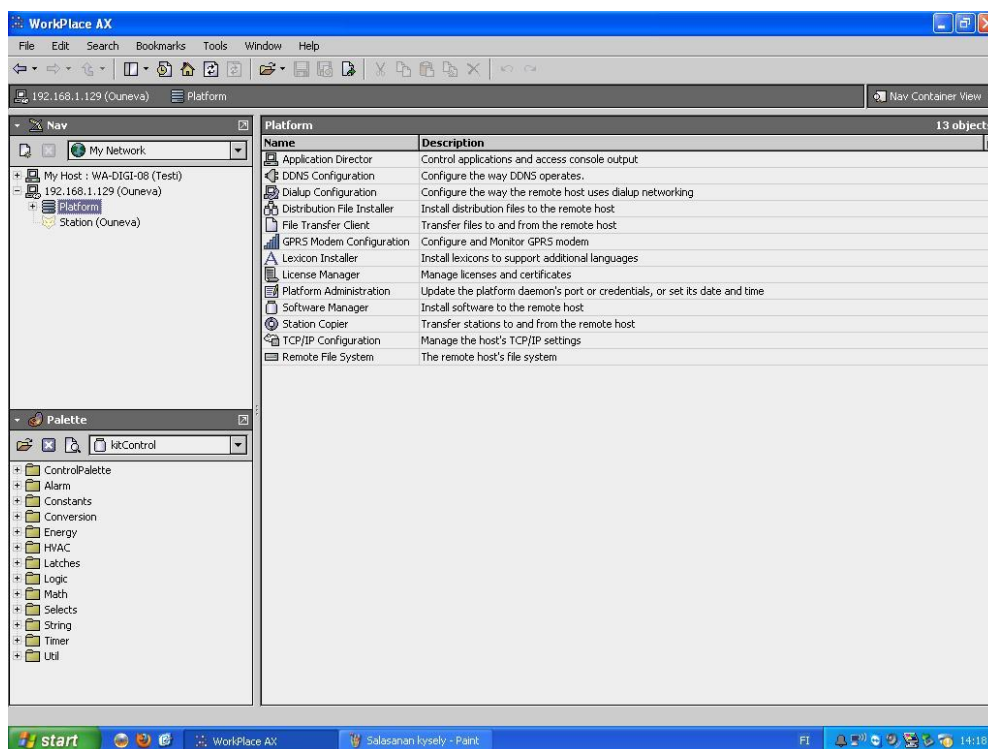 WorkPlace AX
File Edit Search Bookmarks Tools Window Help
192.168.1.129 (Ouneva) Platform Nav Container View
Nav
My Network
My Host : WA-DIGI-08 (Testi)
192.168.1.129 (Ouneva)
Platform
Station (Ouneva)
Palette
kitControl
ControlPalette
Alarm
Constants
Conversion
Energy
HVAC
Latches
Logic
Math
Selects
String
Timer
Util
Platform 13 object
Name Description
Application Director Control applications and access console output
DDNS Configuration Configure the way DDNS operates.
Dialup Configuration Configure the way the remote host uses dialup networking
Distribution File Installer Install distribution files to the remote host
File Transfer Client Transfer files to and from the remote host
GPRS Modem Configuration Configure and Monitor GPRS modem
Lexicon Installer Install lexicons to support additional languages
License Manager Manage licenses and certificates
Platform Administration Update the platform daemon's port or credentials, or set its date and time
Software Manager Install software to the remote host
Station Copier Transfer stations to and from the remote host
TCP/IP Configuration Manage the host's TCP/IP settings
Remote File System The remote host's file system
start WorkPlace AX Salasanan kysely - Paint FI 14:18